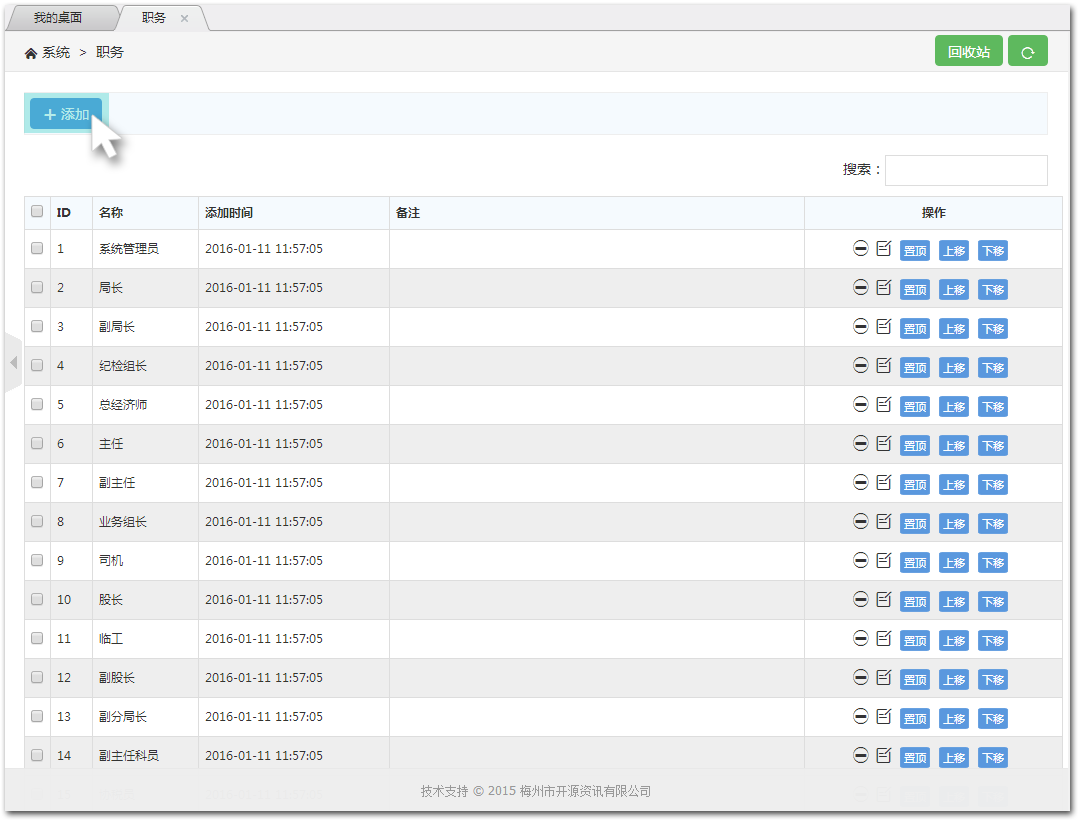 我的桌面 职务
系统 > 职务 回收站
添加
搜索：
ID 名称 添加时间 备注 操作
1 系统管理员 2016-01-11 11:57:05 置顶 上移 下移
2 局长 2016-01-11 11:57:05 置顶 上移 下移
3 副局长 2016-01-11 11:57:05 置顶 上移 下移
4 纪检组长 2016-01-11 11:57:05 置顶 上移 下移
5 总经济师 2016-01-11 11:57:05 置顶 上移 下移
6 主任 2016-01-11 11:57:05 置顶 上移 下移
7 副主任 2016-01-11 11:57:05 置顶 上移 下移
8 业务组长 2016-01-11 11:57:05 置顶 上移 下移
9 司机 2016-01-11 11:57:05 置顶 上移 下移
10 股长 2016-01-11 11:57:05 置顶 上移 下移
11 临工 2016-01-11 11:57:05 置顶 上移 下移
12 副股长 2016-01-11 11:57:05 置顶 上移 下移
13 副分局长 2016-01-11 11:57:05 置顶 上移 下移
14 副主任科员 2016-01-11 11:57:05 置顶 上移 下移
技术支持 © 2015 梅州市开源资讯有限公司